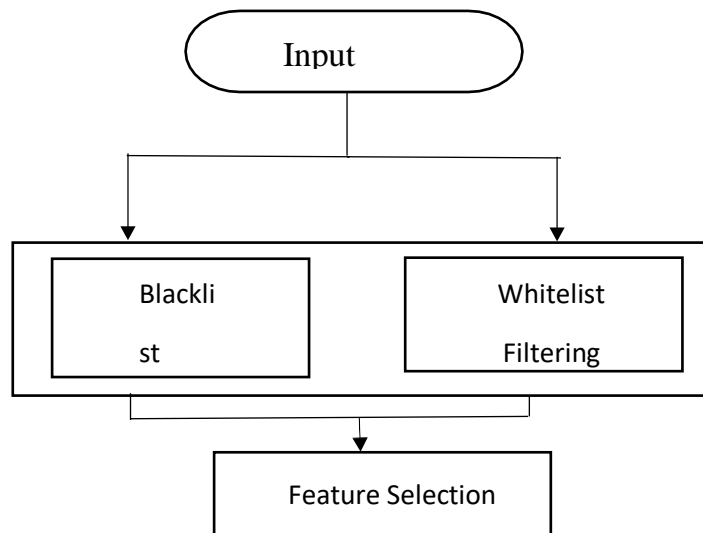 Input
Blackli
st
Whitelist
Filtering
Feature Selection